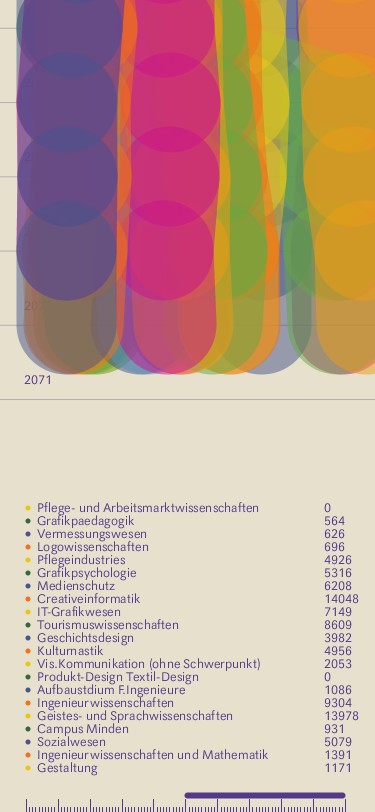 2071
Pflege- und Arbeitsmarktwissenschaften 0
Grafikpaedagogik 564
Vermessungswesen 626
Logowissenschaften 696
Pflegeindustries 4926
Grafikpsychologie 5316
Medienschutz 6208
Creativeinformatik 14048
IT-Grafikwesen 7149
Tourismuswissenschaften 8609
Geschichtsdesign 3982
Kulturnastik 4956
Vis.Kommunikation (ohne Schwerpunkt) 2053
Produkt-Design Textil-Design 0
Aufbaustdium F.Ingenieure 1086
Ingenieurwissenschaften 9304
Geistes- und Sprachwissenschaften 13978
Campus Minden 931
Sozialwesen 5079
Ingenieurwissenschaften und Mathematik 1391
Gestaltung 1171